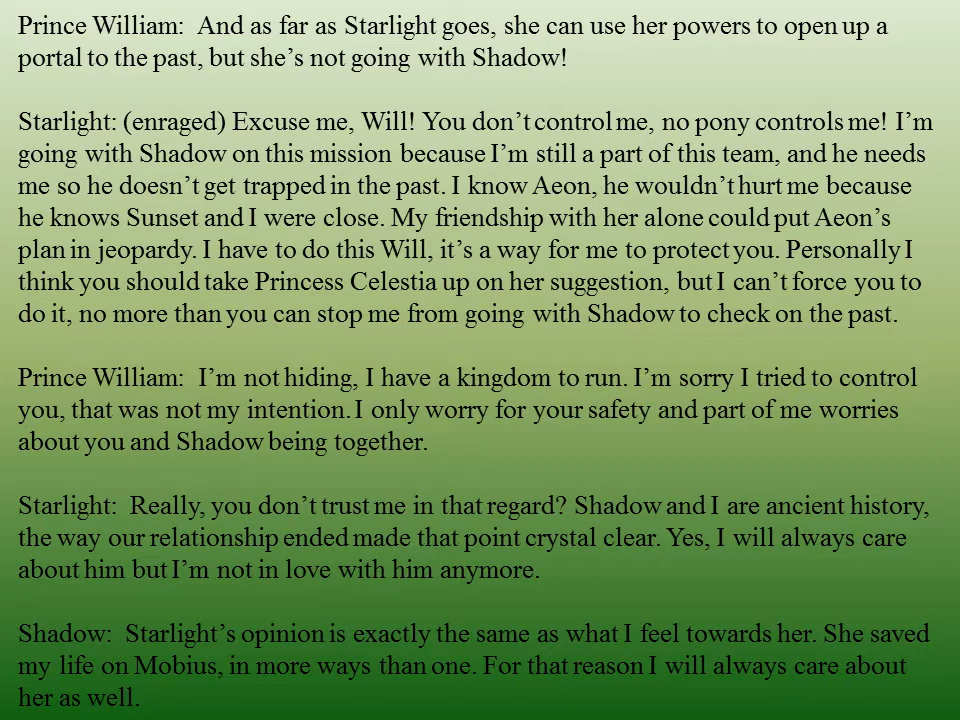 Prince William:  And as far as Starlight goes, she can use her powers to open up a
portal to the past, but she’s not going with Shadow!
Starlight: (enraged) Excuse me, Will! You don’t control me, no pony controls me! I’m
going with Shadow on this mission because I’m still a part of this team, and he needs
me so he doesn’t get trapped in the past. I know Aeon, he wouldn’t hurt me because
he knows Sunset and I were close. My friendship with her alone could put Aeon’s
plan in jeopardy. I have to do this Will, it’s a way for me to protect you. Personally I
think you should take Princess Celestia up on her suggestion, but I can’t force you to
do it, no more than you can stop me from going with Shadow to check on the past.
Prince William:  I’m not hiding, I have a kingdom to run. I’m sorry I tried to control
you, that was not my intention. I only worry for your safety and part of me worries
about you and Shadow being together.
Starlight:  Really, you don’t trust me in that regard? Shadow and I are ancient history,
the way our relationship ended made that point crystal clear. Yes, I will always care
about him but I’m not in love with him anymore.
Shadow:  Starlight’s opinion is exactly the same as what I feel towards her. She saved
my life on Mobius, in more ways than one. For that reason I will always care about
her as well.